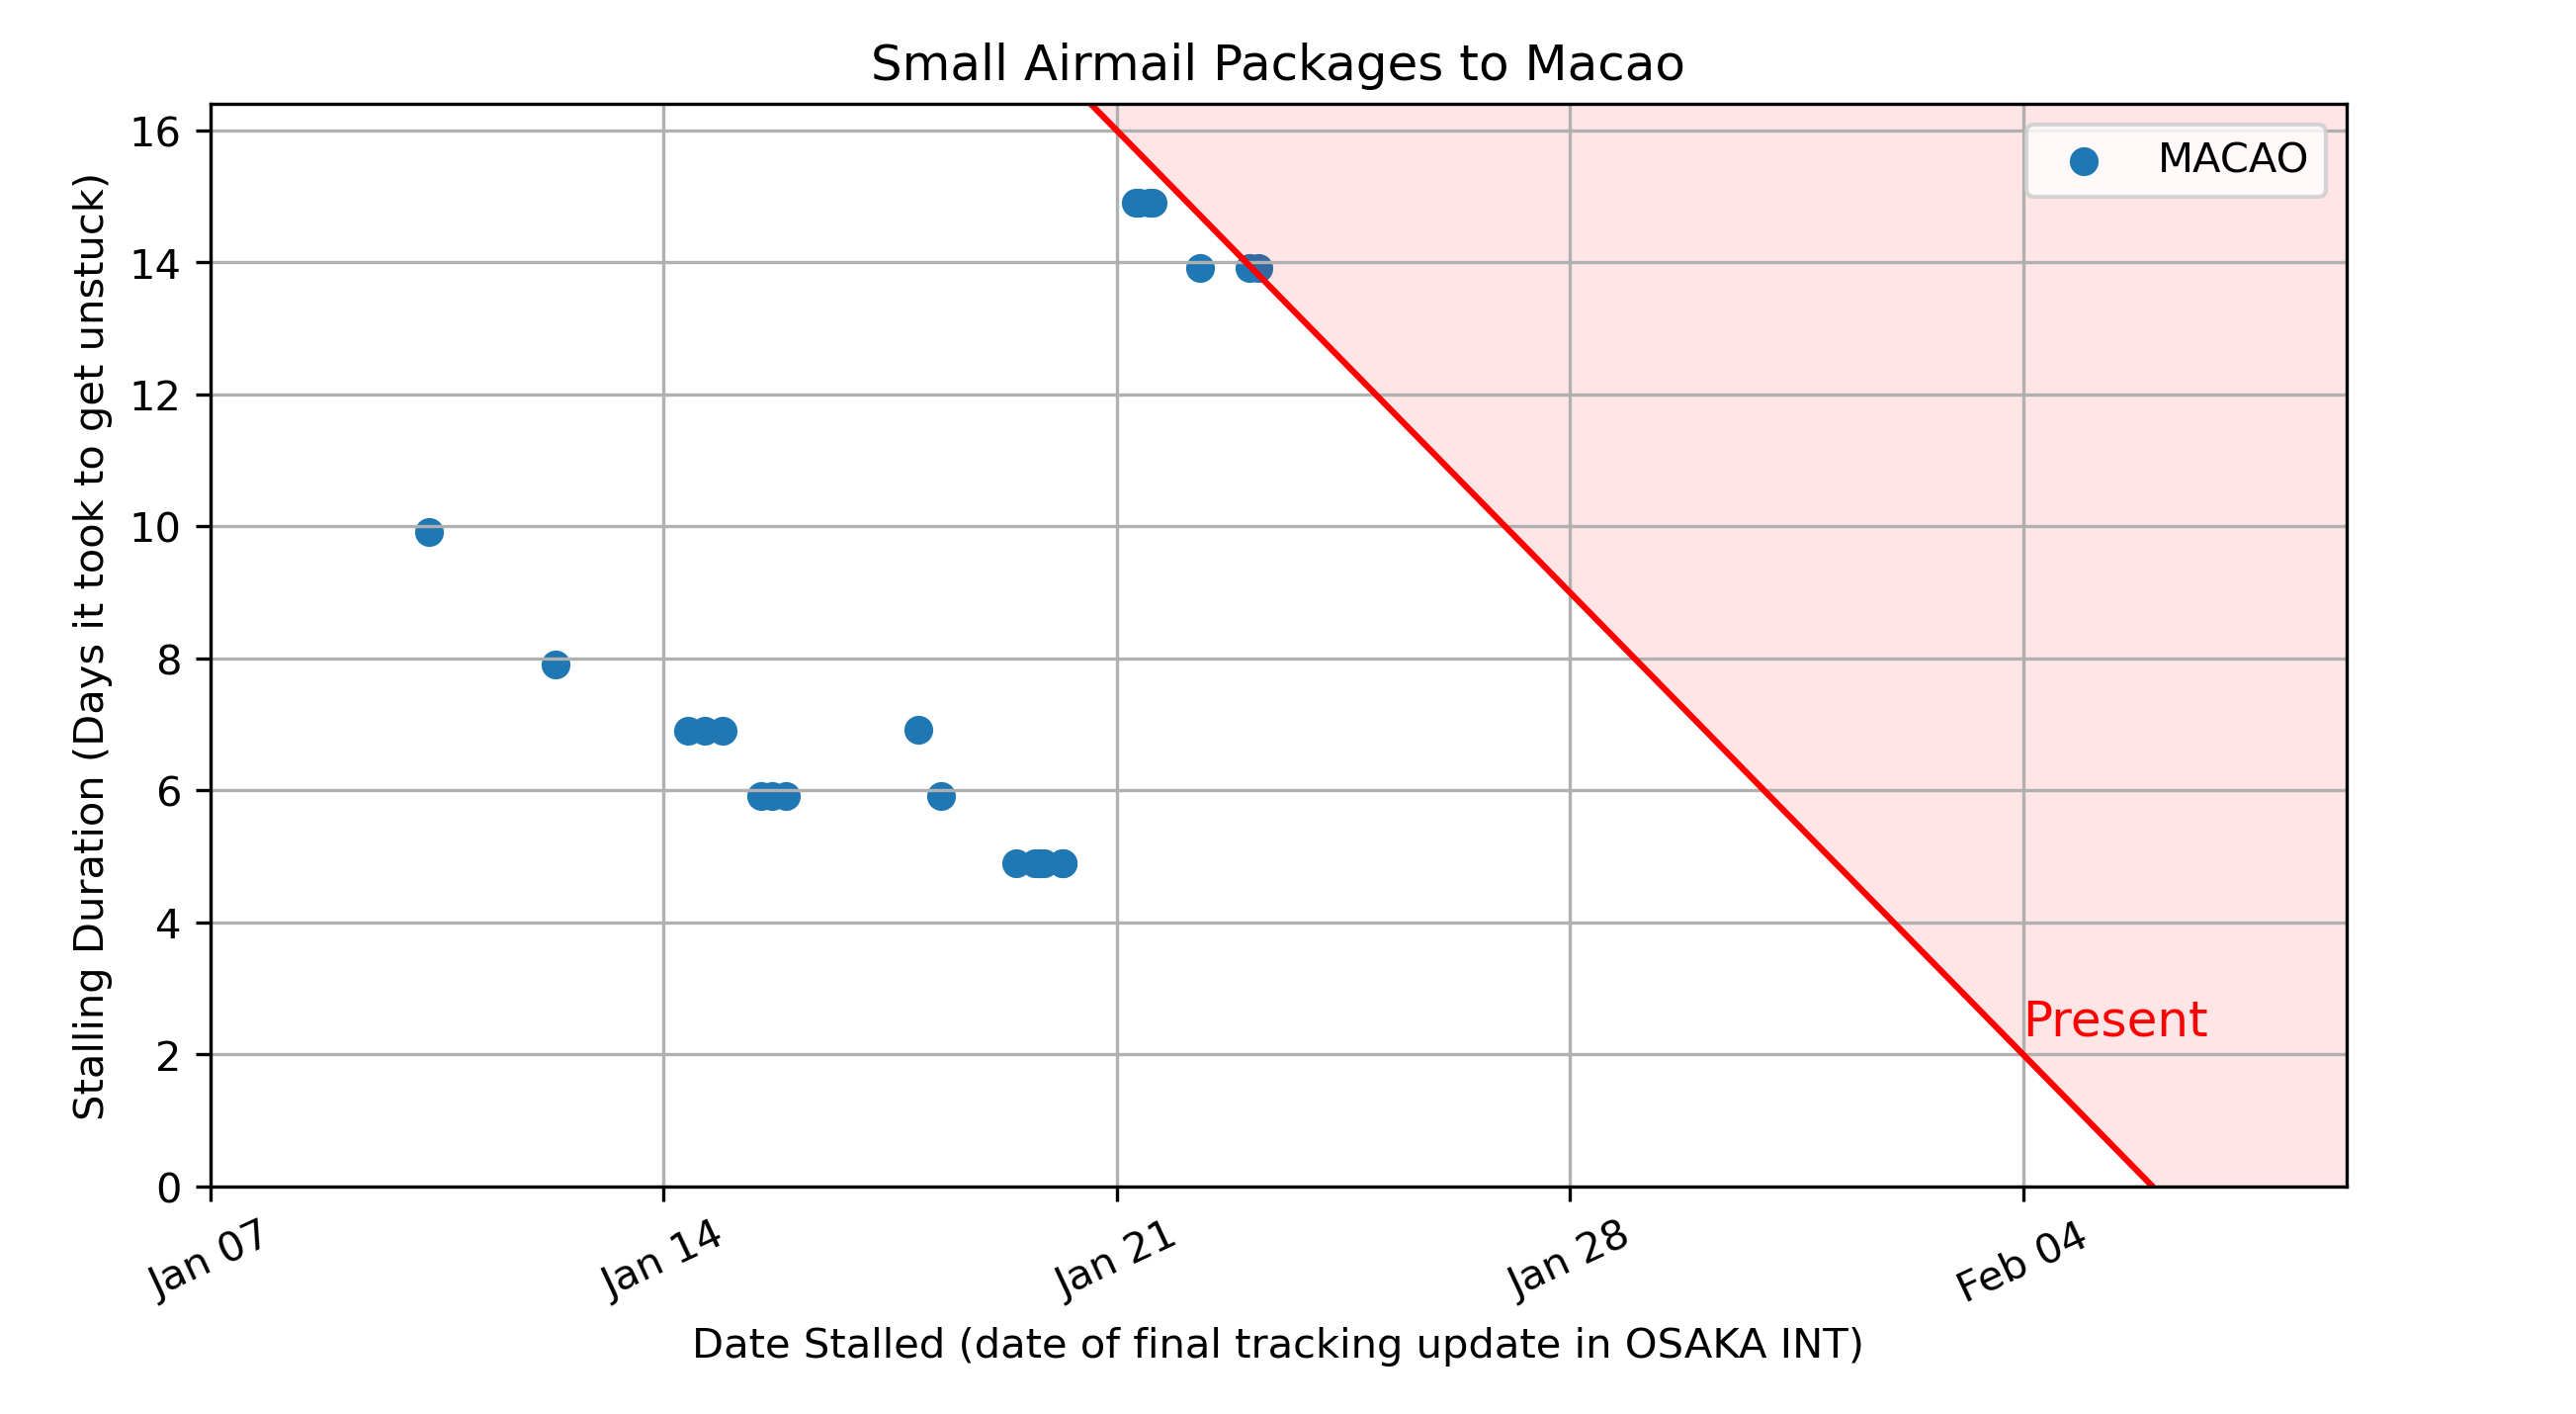 Small Airmail Packages to Macao
Stalling Duration (Days it took to get unstuck)
16
14
12
10
8
6
4
2
0
MACAO
Present
Jan 07
Jan 14
Jan 21
Jan 28
Feb 04
Date Stalled (date of final tracking update in OSAKA INT)